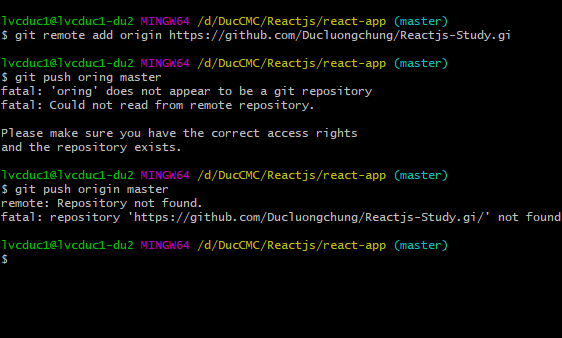 lvcduc1@lvcduc1-du2 MINGW64 /d/DucCMC/Reactjs/react-app (master)
$ git remote add origin https://github.com/Ducluongchung/Reactjs-Study.gi
lvcduc1@lvcduc1-du2 MINGW64 /d/DucCMC/Reactjs/react-app (master)
$ git push oring master
fatal: 'oring' does not appear to be a git repository
fatal: Could not read from remote repository.
Please make sure you have the correct access rights
and the repository exists.
lvcduc1@lvcduc1-du2 MINGW64 /d/DucCMC/Reactjs/react-app (master)
$ git push origin master
remote: Repository not found.
fatal: repository 'https://github.com/Ducluongchung/Reactjs-Study.gi/' not found
lvcduc1@lvcduc1-du2 MINGW64 /d/DucCMC/Reactjs/react-app (master)
$